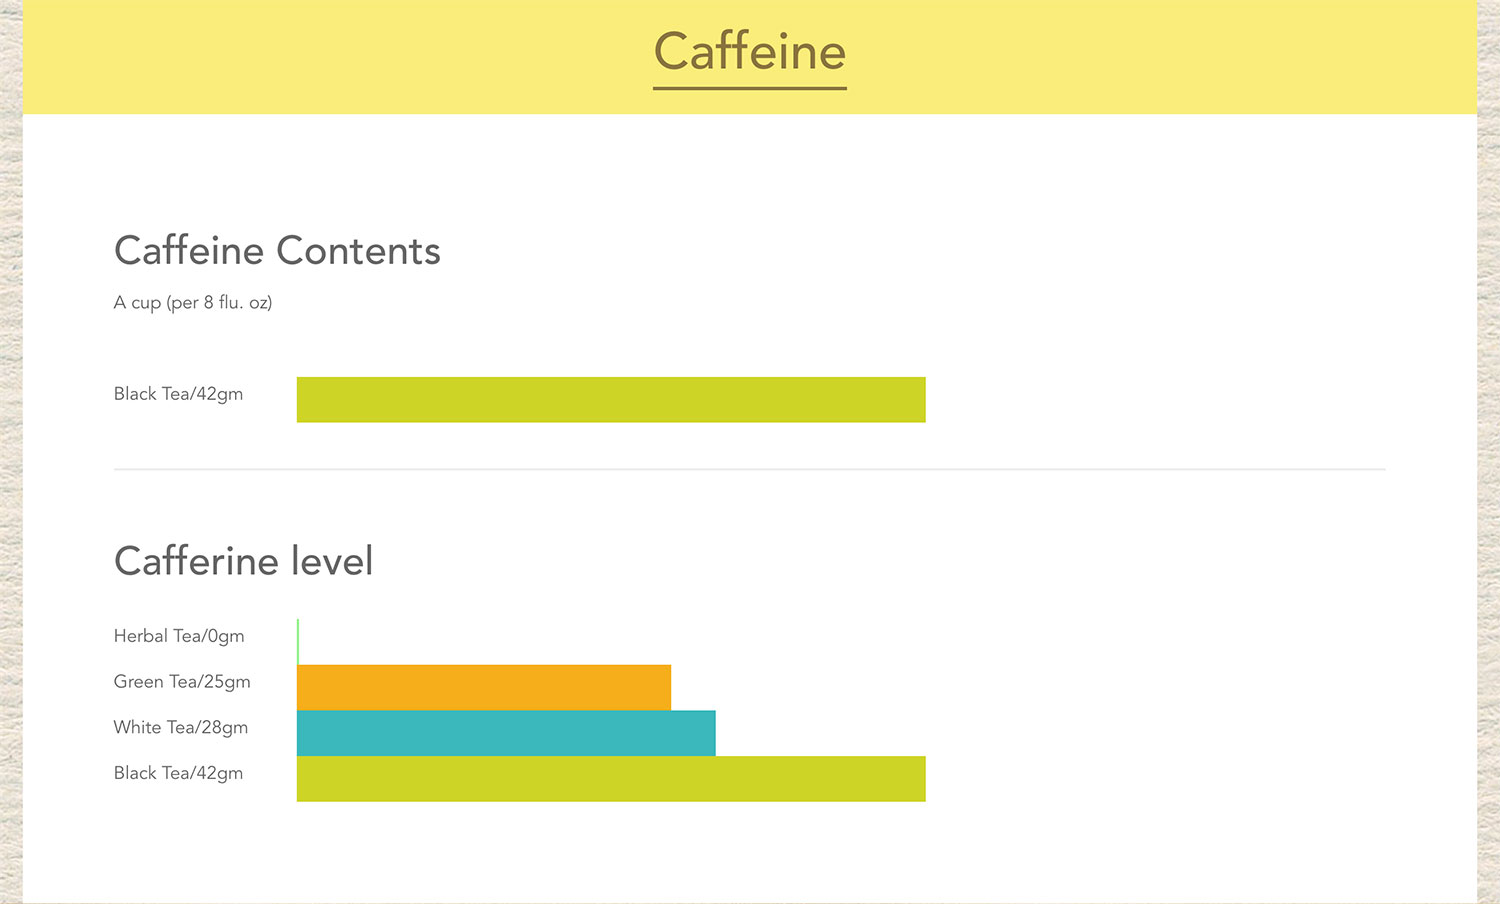 Caffeine
Caffeine Contents
A cup (per 8 flu. oz)
Black Tea/42gm
Cafferine level
Herbal Tea/0gm
Green Tea/25gm
White Tea/28gm
Black Tea/42gm